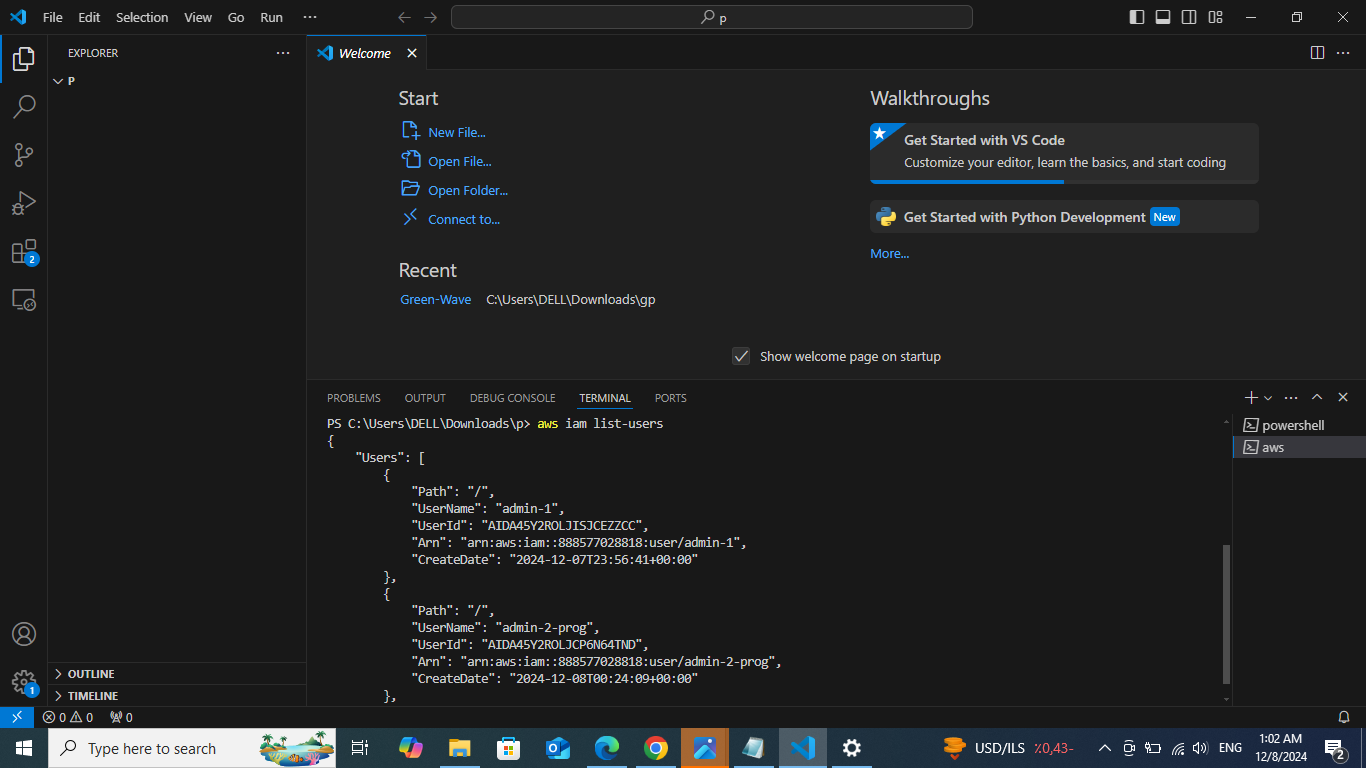 File Edit Selection View Go Run ···
p
EXPLORER ···
P
Welcome
Start
New File...
Open File...
Open Folder...
Connect to...
Recent
Green-Wave C:\Users\DELL\Downloads\gp
Walkthroughs
Get Started with VS Code
Customize your editor, learn the basics, and start coding
Get Started with Python Development New
More...
Show welcome page on startup
2
1
OUTLINE
TIMELINE
PROBLEMS OUTPUT DEBUG CONSOLE TERMINAL PORTS
PS C:\Users\DELL\Downloads\p> aws iam list-users
{
"Users": [
{
"Path": "/",
"UserName": "admin-1",
"UserId": "AIDA45Y2ROLJISJCEZZCC",
"Arn": "arn:aws:iam::888577028818:user/admin-1",
"CreateDate": "2024-12-07T23:56:41+00:00"
},
{
"Path": "/",
"UserName": "admin-2-prog",
"UserId": "AIDA45Y2ROLJCP6N64TND",
"Arn": "arn:aws:iam::888577028818:user/admin-2-prog",
"CreateDate": "2024-12-08T00:24:09+00:00"
},
powershell
aws
0 0 0
Type here to search
USD/ILS ٪0,43-
ENG
1:02 AM
12/8/2024
2